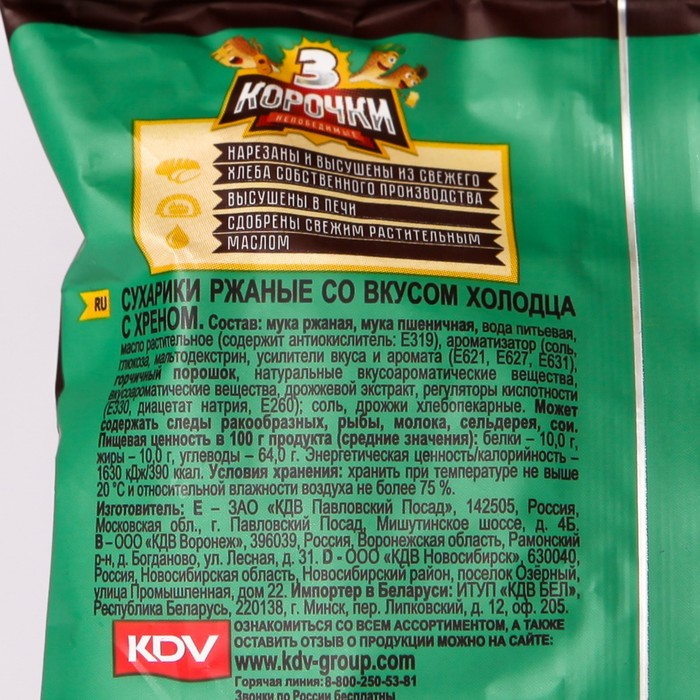 3
КОРОЧКИ
НЕПОБЕДИМЫЕ
НАРЕЗАНЫ И ВЫСУШЕНЫ ИЗ СВЕЖЕГО
ХЛЕБА СОБСТВЕННОГО ПРОИЗВОДСТВА
ВЫСУШЕНЫ В ПЕЧИ
СДОБРЕНЫ СВЕЖИМ РАСТИТЕЛЬНЫМ
МАСЛОМ
RU
СУХАРИКИ РЖАНЫЕ СО ВКУСОМ ХОЛОДЦА
С ХРЕНОМ. Состав: мука ржаная, мука пшеничная, вода питьевая,
масло растительное (содержит антиокислитель: Е319), ароматизатор (соль,
глюкоза, мальтодекстрин, усилители вкуса и аромата (Е621, Е627, Е631),
горчичный порошок, натуральные вкусоароматические вещества,
вкусоароматические вещества, дрожжевой экстракт, регуляторы кислотности
(Е330, диацетат натрия, Е260); соль, дрожжи хлебопекарные. Может
содержать следы ракообразных, рыбы, молока, сельдерея, сои.
Пищевая ценность в 100 г продукта (средние значения): белки – 10,0 г,
жиры – 10,0 г, углеводы – 64,0 г. Энергетическая ценность/калорийность –
1630 кДж/390 ккал. Условия хранения: хранить при температуре не выше
20 °С и относительной влажности воздуха не более 75 %.
Изготовитель: Е – ЗАО «КДВ Павловский Посад», 142505, Россия,
Московская обл., г. Павловский Посад, Мишутинское шоссе, д. 4Б.
В – ООО «КДВ Воронеж», 396039, Россия, Воронежская область, Рамонский
р-н, д. Богданово, ул. Лесная, д. 31. D - ООО «КДВ Новосибирск», 630040,
Россия, Новосибирская область, Новосибирский район, поселок Озёрный,
улица Промышленная, дом 22. Импортер в Беларуси: ИТУП «КДВ БЕЛ»,
Республика Беларусь, 220138, г. Минск, пер. Липковский, д. 12, оф. 205.
KDV
ОЗНАКОМИТЬСЯ СО ВСЕМ АССОРТИМЕНТОМ, А ТАКЖЕ
ОСТАВИТЬ ОТЗЫВ О ПРОДУКЦИИ МОЖНО НА САЙТЕ:
www.kdv-group.com
Горячая линия: 8-800-250-53-81
Звонки по России бесплатны